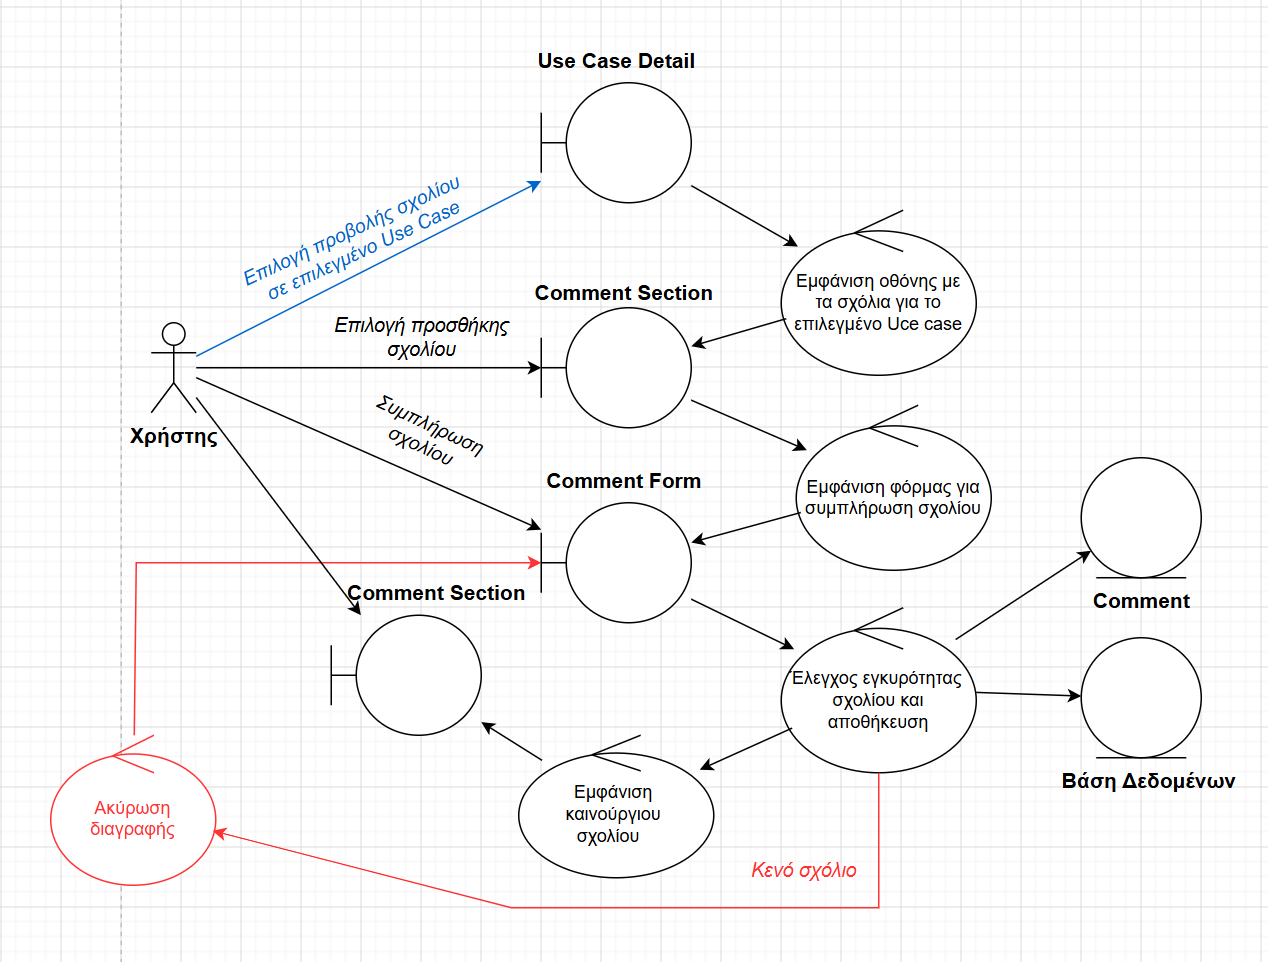 Use Case Detail
Επιλογή προβολής σχολίου
σε επιλεγμένο Use Case
Εμφάνιση οθόνης με
τα σχόλια για το
επιλεγμένο Uce case
Comment Section
Επιλογή προσθήκης
σχολίου
Χρήστης
Συμπλήρωση
σχολίου
Comment Form
Εμφάνιση φόρμας για
συμπλήρωση σχολίου
Comment Section
Comment
Έλεγχος εγκυρότητας
σχολίου και
αποθήκευση
Βάση Δεδομένων
Εμφάνιση
καινούργιου
σχολίου
Ακύρωση
διαγραφής
Κενό σχόλιο